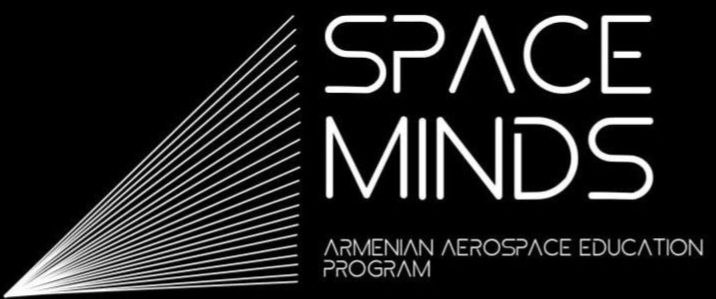 SPACE
MINDS
ARMENIAN AEROSPACE EDUCATION
PROGRAM